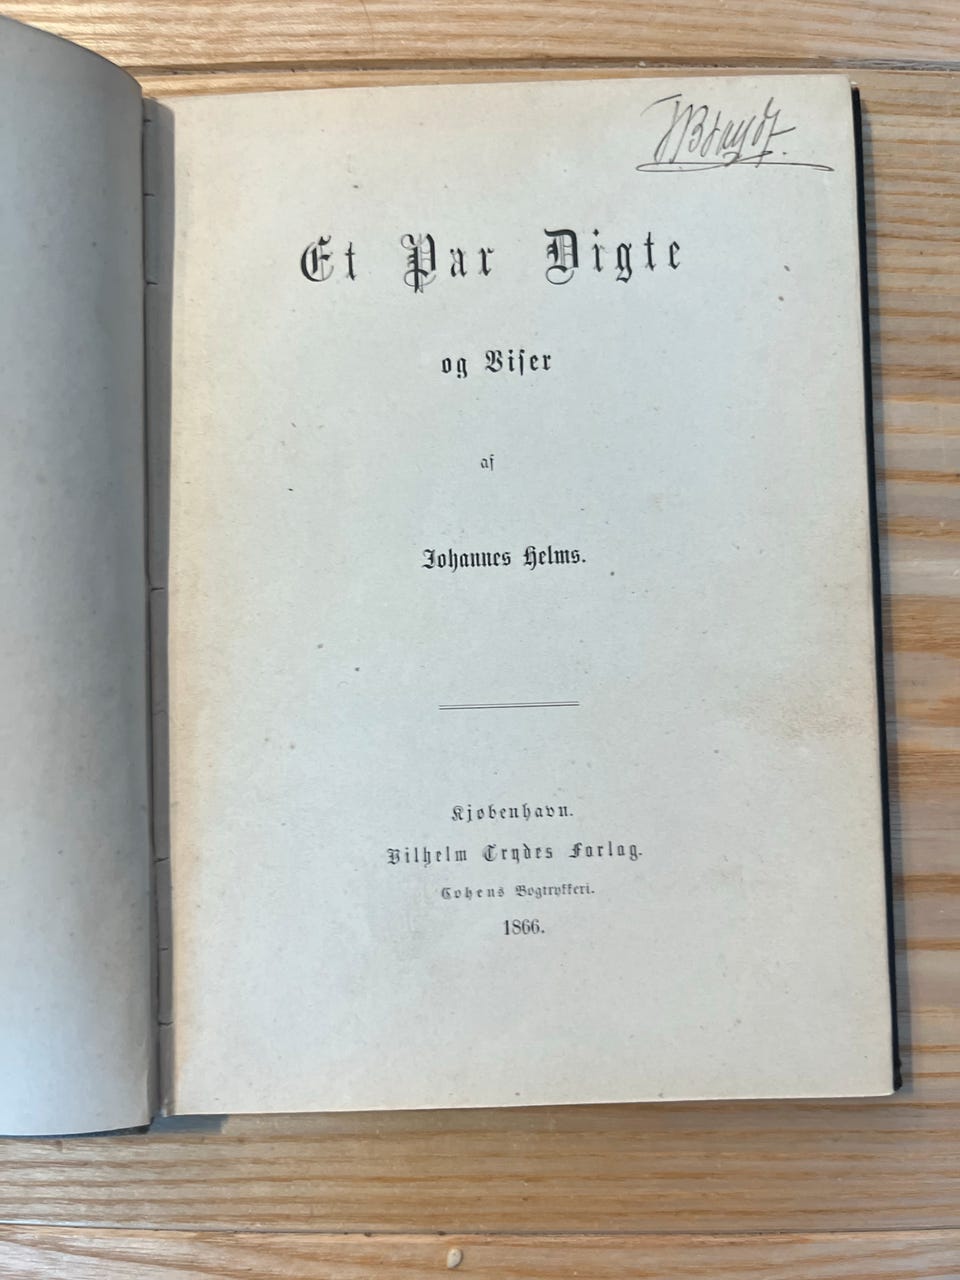 Et Par Digte
og Viser
af
Johannes Helms.
Kjøbenhavn.
Vilhelm Trydes Forlag.
Cohens Bogtrykkeri.
1866.